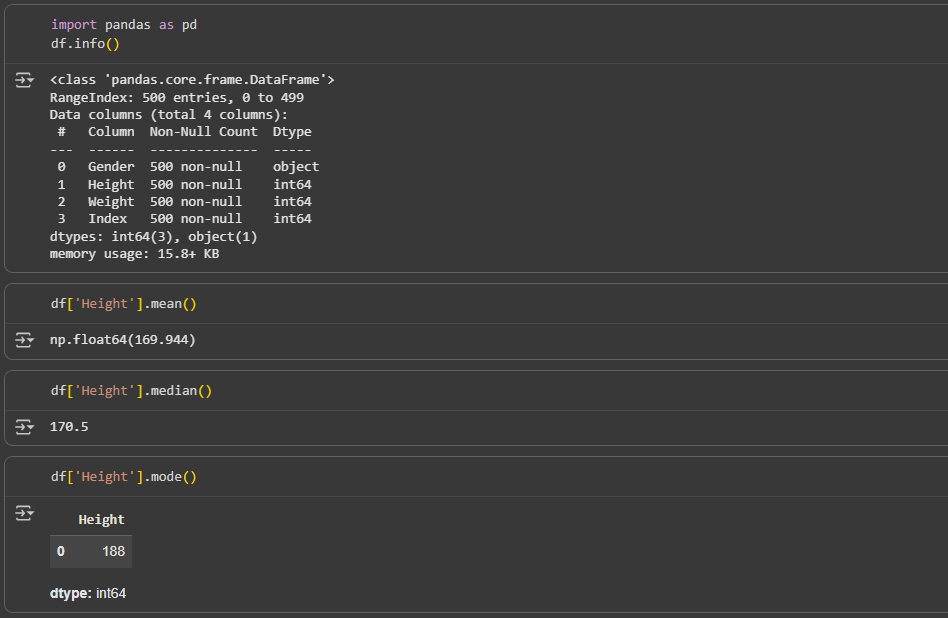 import pandas as pd
df.info()
<class 'pandas.core.frame.DataFrame'>
RangeIndex: 500 entries, 0 to 499
Data columns (total 4 columns):
 #   Column  Non-Null Count  Dtype
---  ------  --------------  -----
 0   Gender  500 non-null    object
 1   Height  500 non-null    int64
 2   Weight  500 non-null    int64
 3   Index   500 non-null    int64
dtypes: int64(3), object(1)
memory usage: 15.8+ KB
df['Height'].mean()
np.float64(169.944)
df['Height'].median()
170.5
df['Height'].mode()
Height
0 188
dtype: int64